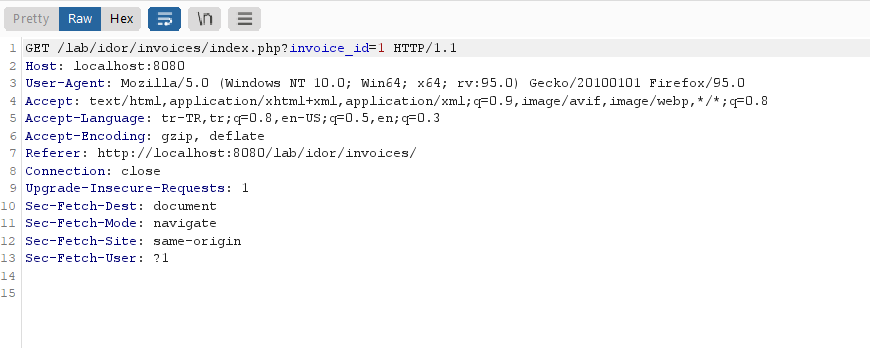 Pretty Raw Hex \n
1 GET /lab/idor/invoices/index.php?invoice_id=1 HTTP/1.1
2 Host: localhost:8080
3 User-Agent: Mozilla/5.0 (Windows NT 10.0; Win64; x64; rv:95.0) Gecko/20100101 Firefox/95.0
4 Accept: text/html,application/xhtml+xml,application/xml;q=0.9,image/avif,image/webp,*/*;q=0.8
5 Accept-Language: tr-TR,tr;q=0.8,en-US;q=0.5,en;q=0.3
6 Accept-Encoding: gzip, deflate
7 Referer: http://localhost:8080/lab/idor/invoices/
8 Connection: close
9 Upgrade-Insecure-Requests: 1
10 Sec-Fetch-Dest: document
11 Sec-Fetch-Mode: navigate
12 Sec-Fetch-Site: same-origin
13 Sec-Fetch-User: ?1
14
15